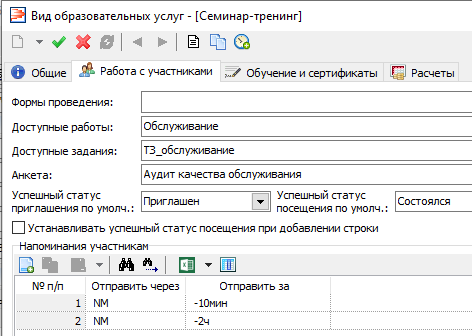 Вид образовательных услуг - [Семинар-тренинг]
Общие Работа с участниками Обучение и сертификаты Расчеты
Формы проведения:
Доступные работы: Обслуживание
Доступные задания: ТЗ_обслуживание
Анкета: Аудит качества обслуживания
Успешный статус приглашения по умолч.: Приглашен Успешный статус посещения по умолч.: Состоялся
Устанавливать успешный статус посещения при добавлении строки
Напоминания участникам
№ п/п Отправить через Отправить за
1 NM -10мин
2 NM -2ч